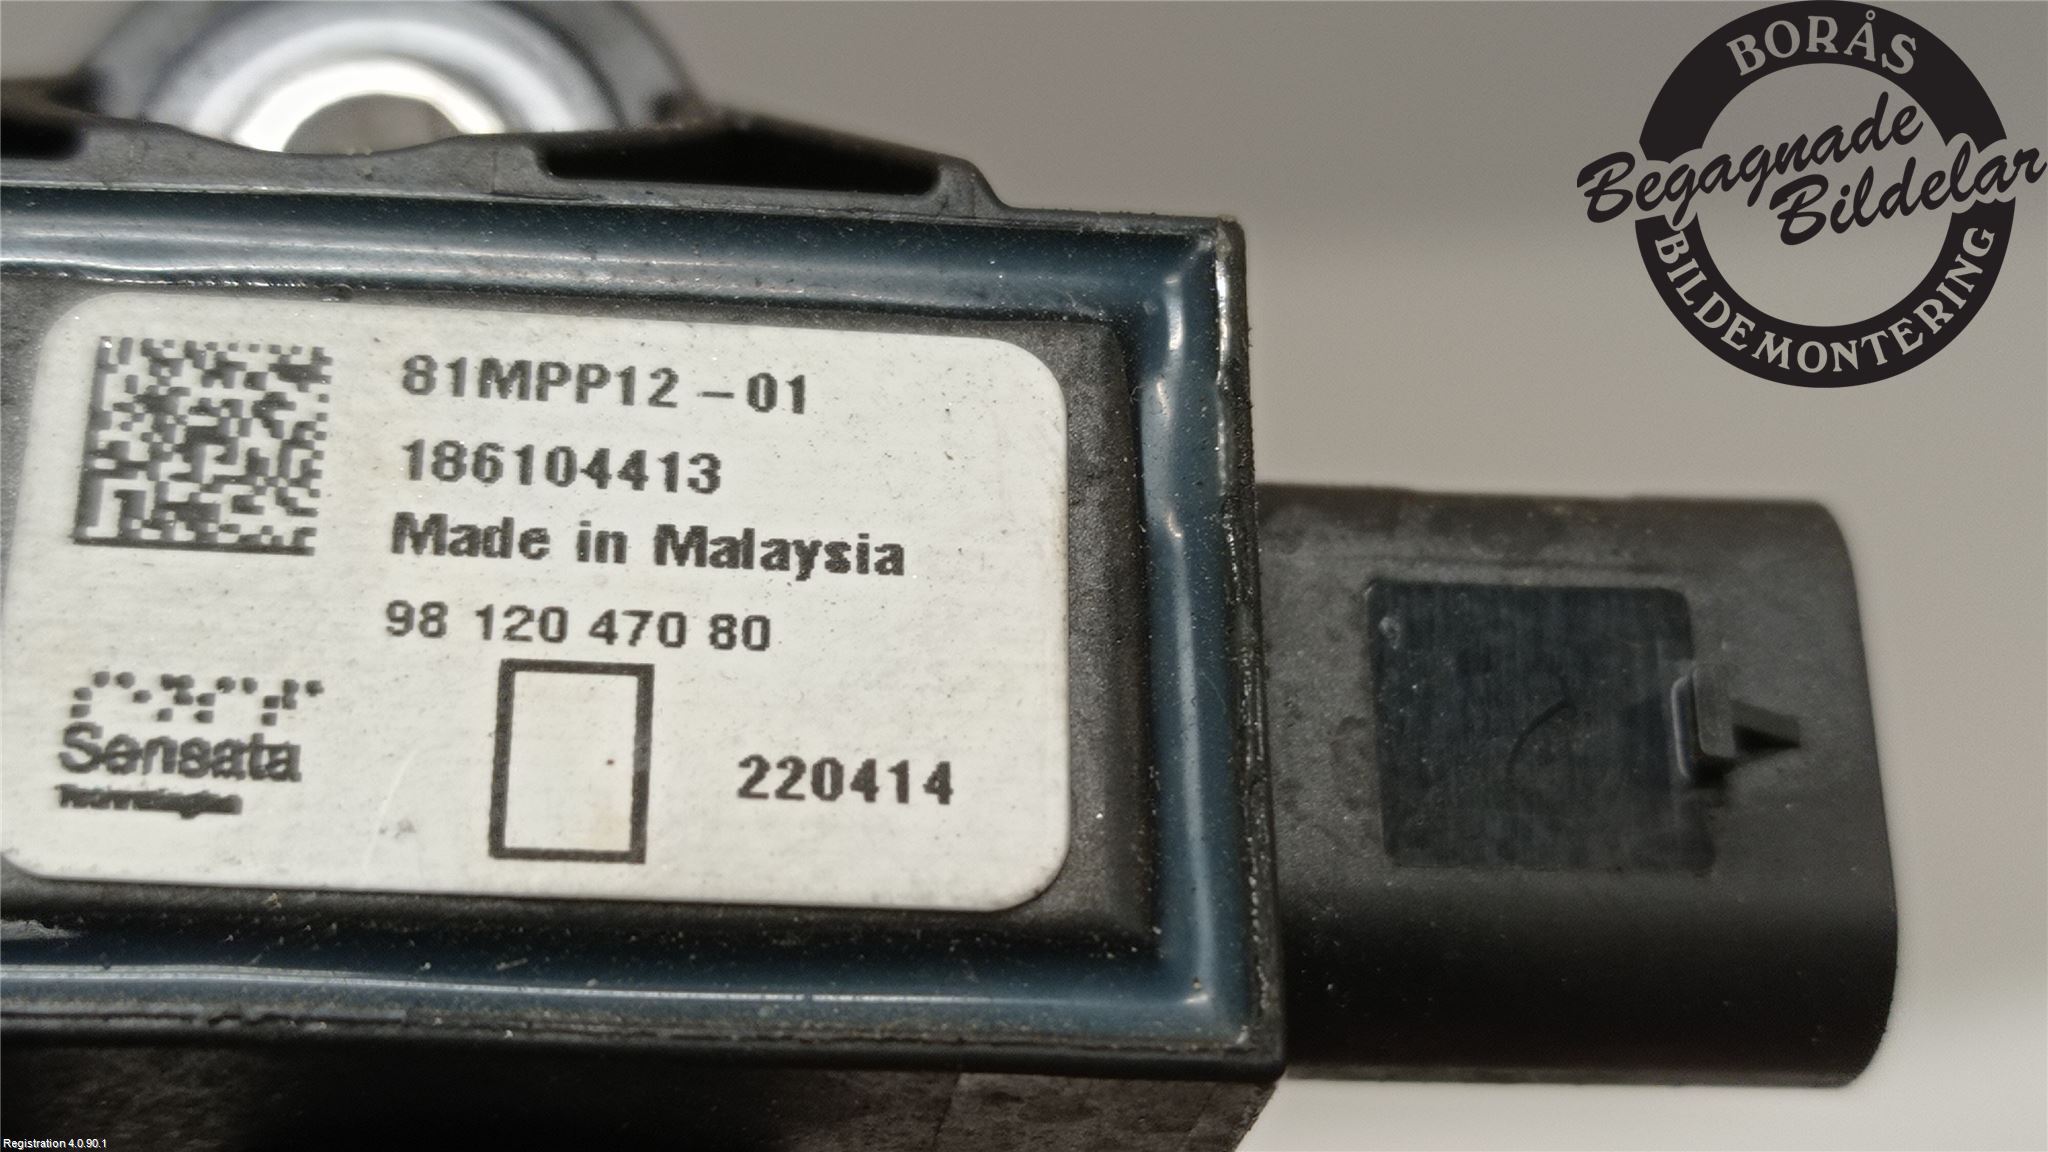 81MPP12-01
186104413
Made in Malaysia
98 120 470 80
Sensata
Technologies
220414
BORÅS
Begagnade
Bildelar
BILDEMONTERING
Registration 4.0.90.1